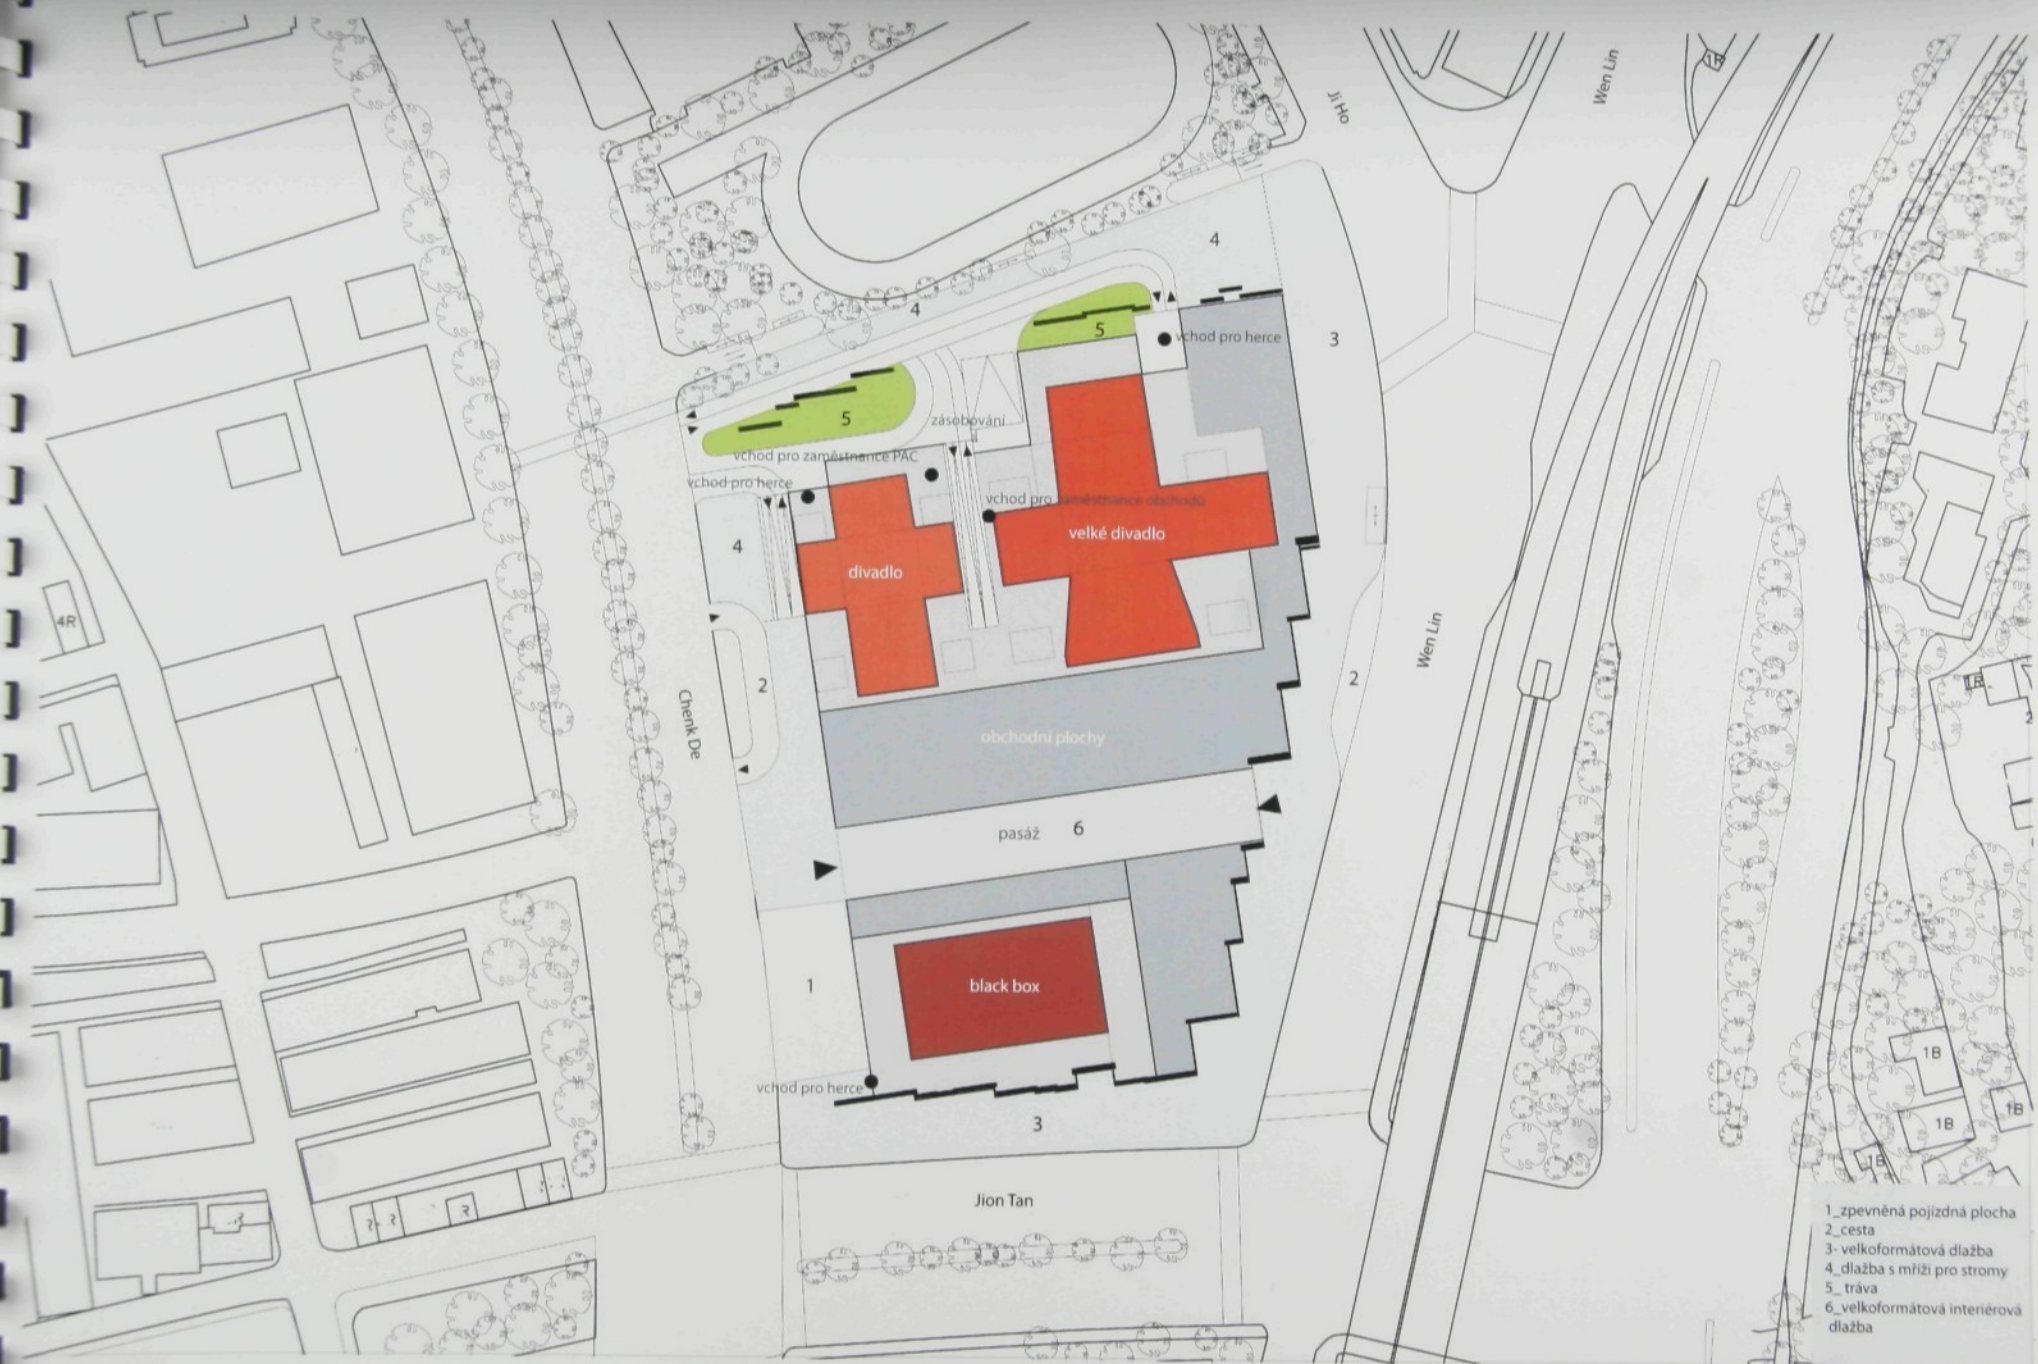 Wen Lin
Ji Ho
4
4
3
5
vchod pro herce
5
zásobování
vchod pro zaměstnance PAC
vchod pro herce
vchod pro zaměstnance obchodů
velké divadlo
4
divadlo
4R
Wen Lin
2
2
1R
2
Chenk De
obchodní plochy
pasáž 6
1
black box
1B
vchod pro herce
1B
1B
3
1B
Jion Tan
1_zpevněná pojízdná plocha
2_cesta
3- velkoformátová dlažba
4_dlažba s mříží pro stromy
5_ tráva
6_velkoformátová interiérová
dlažba